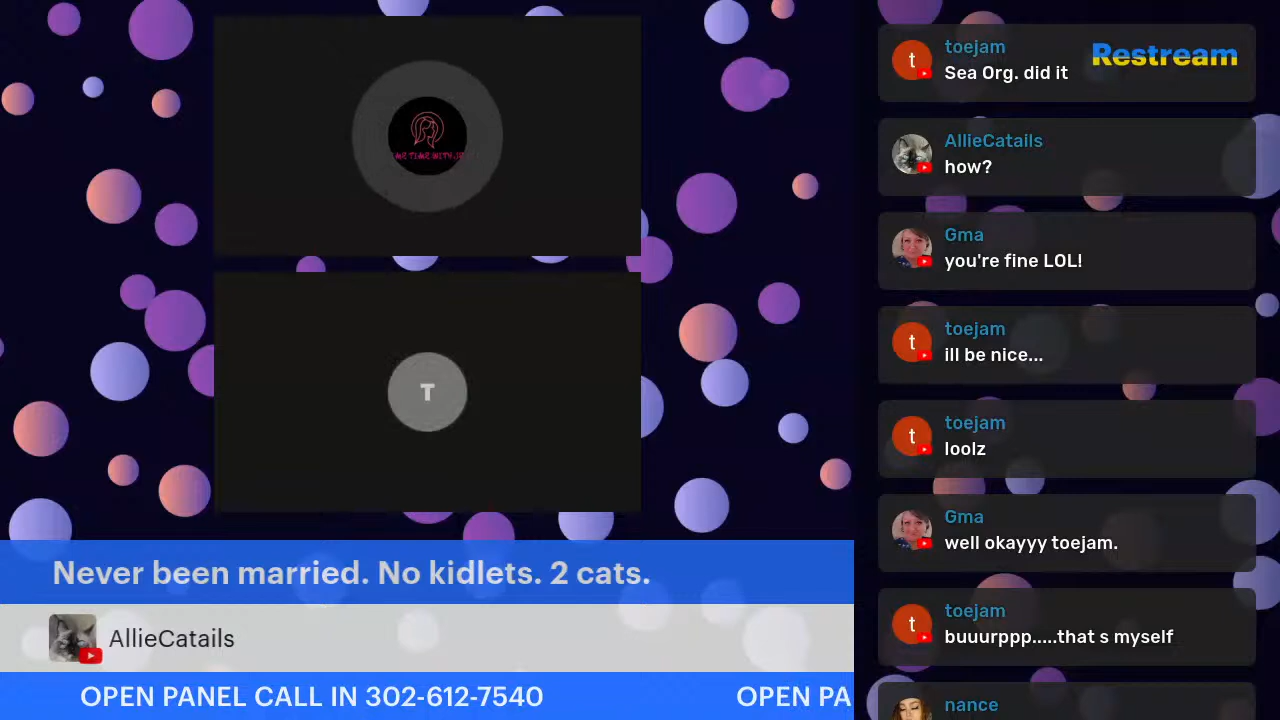 T
Never been married. No kidlets. 2 cats.
AllieCatails
OPEN PANEL CALL IN 302-612-7540
OPEN PA
Restream
t
toejam
Sea Org. did it
AllieCatails
how?
Gma
you're fine LOL!
t
toejam
ill be nice...
t
toejam
loolz
Gma
well okayyy toejam.
t
toejam
buuurppp.....that s myself
nance